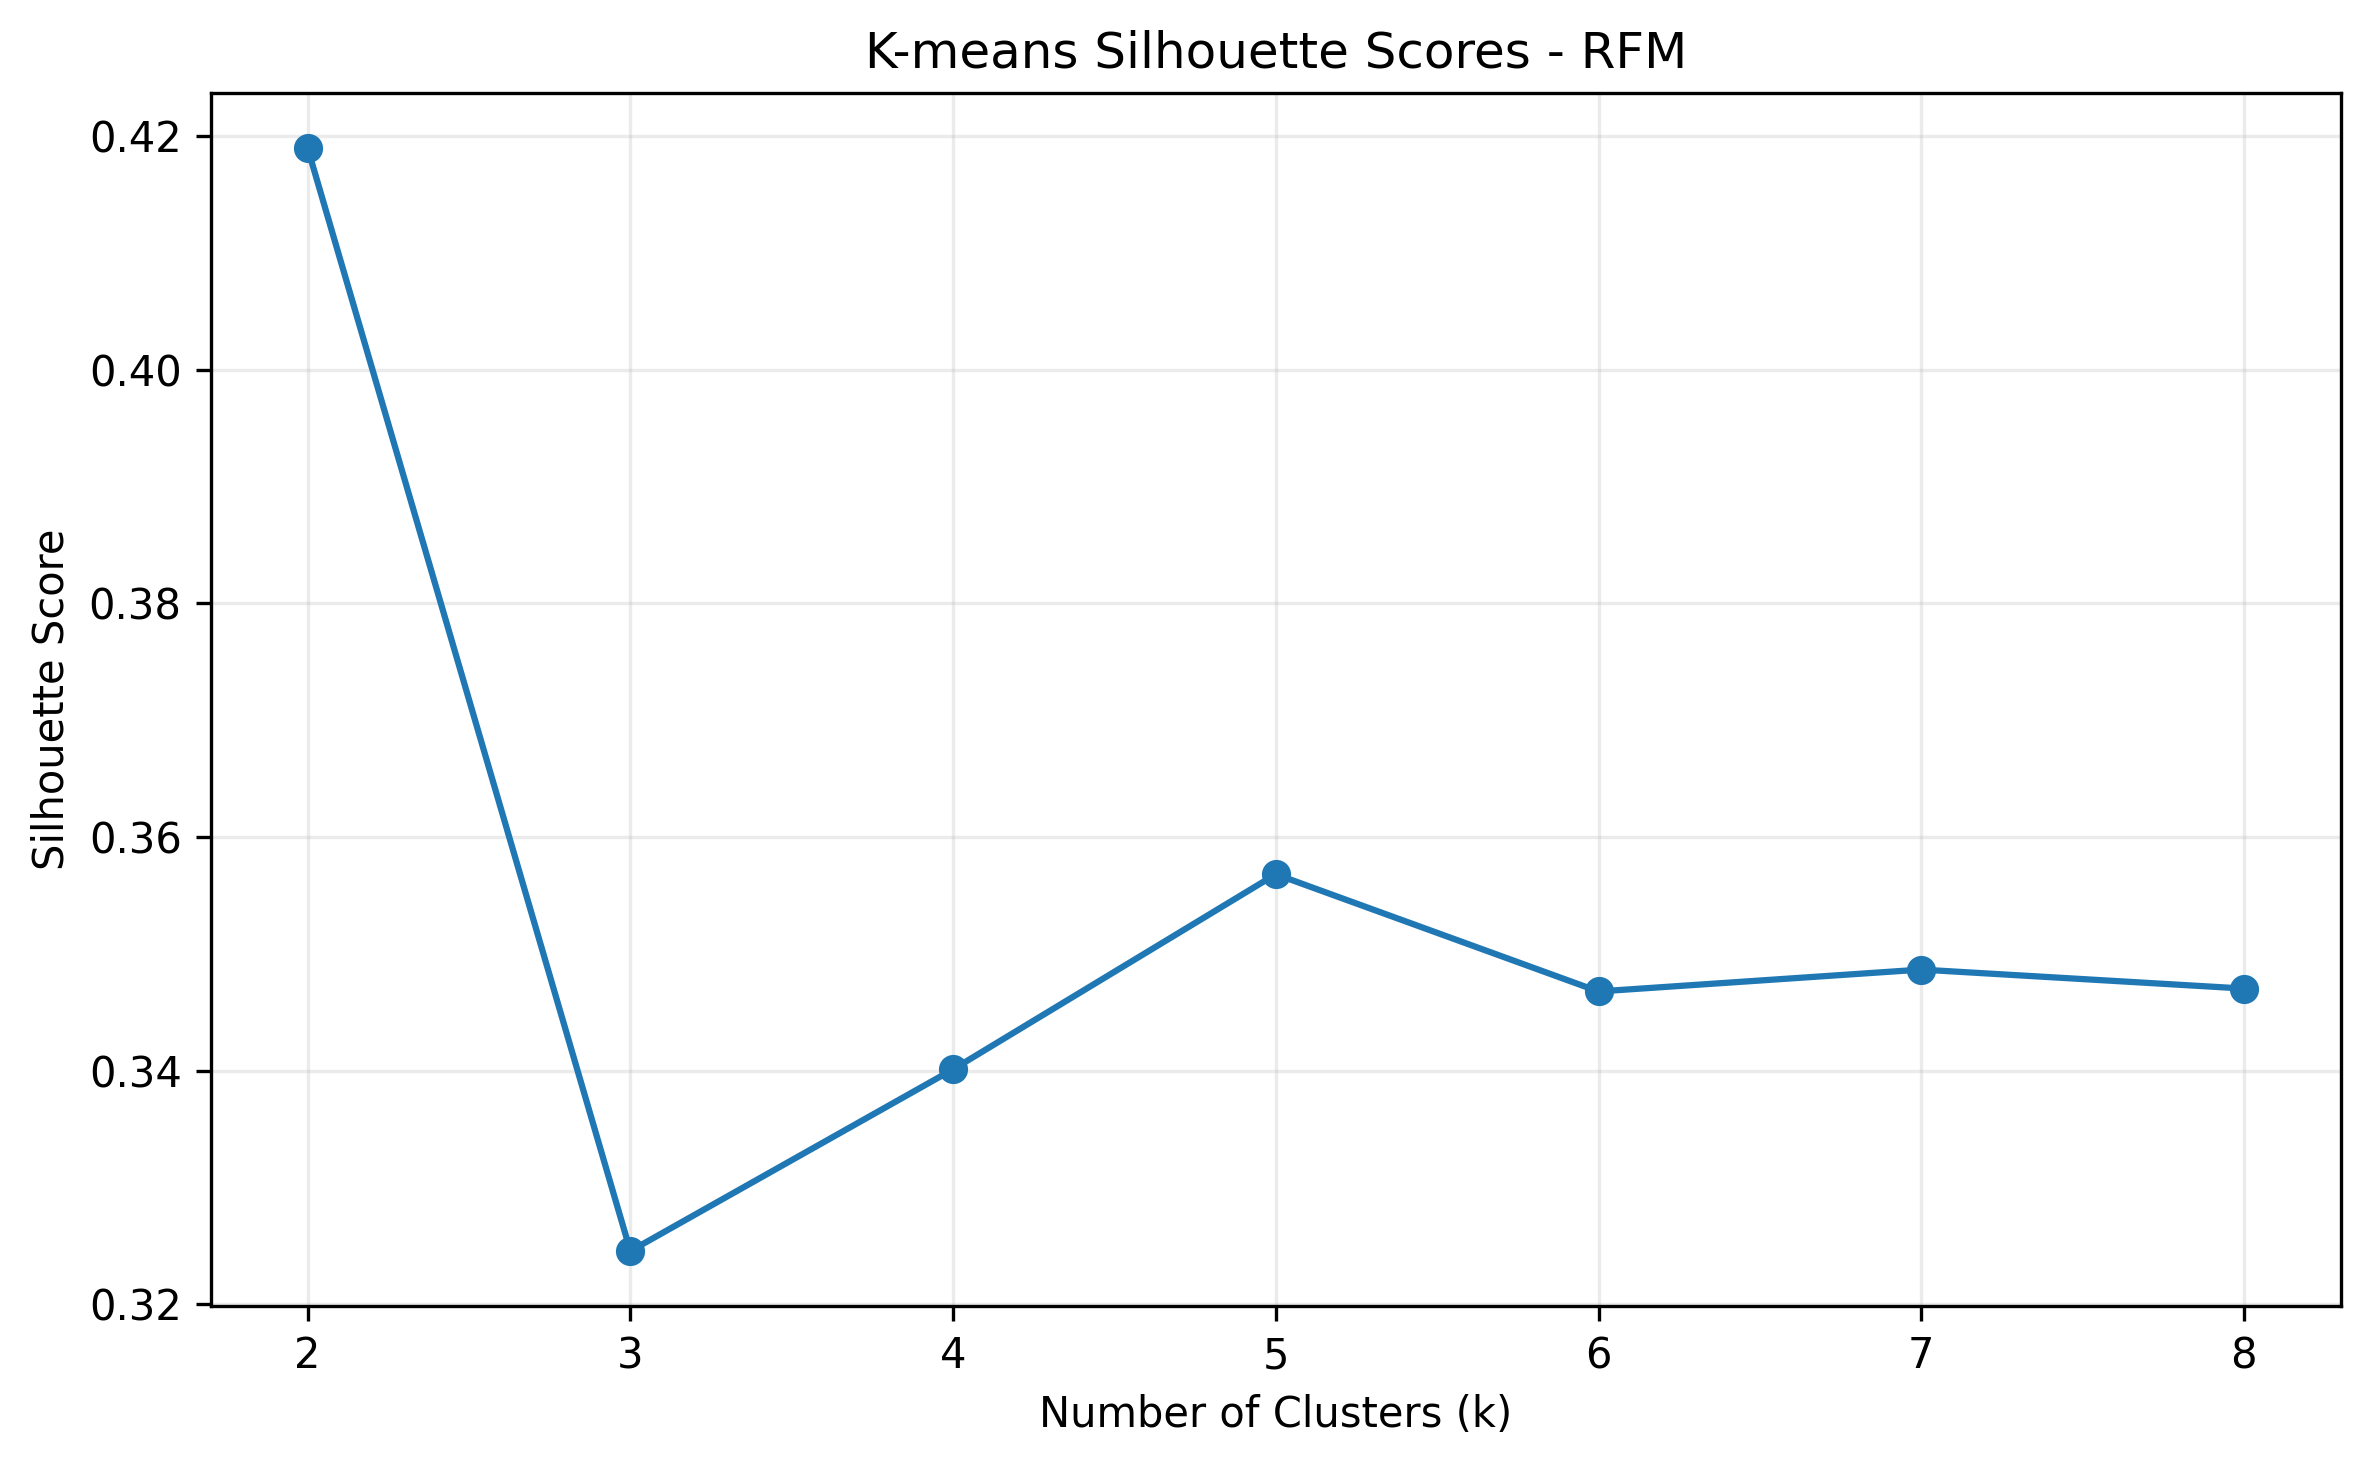 K-means Silhouette Scores - RFM
Silhouette Score
0.42
0.40
0.38
0.36
0.34
0.32
2 3 4 5 6 7 8
Number of Clusters (k)